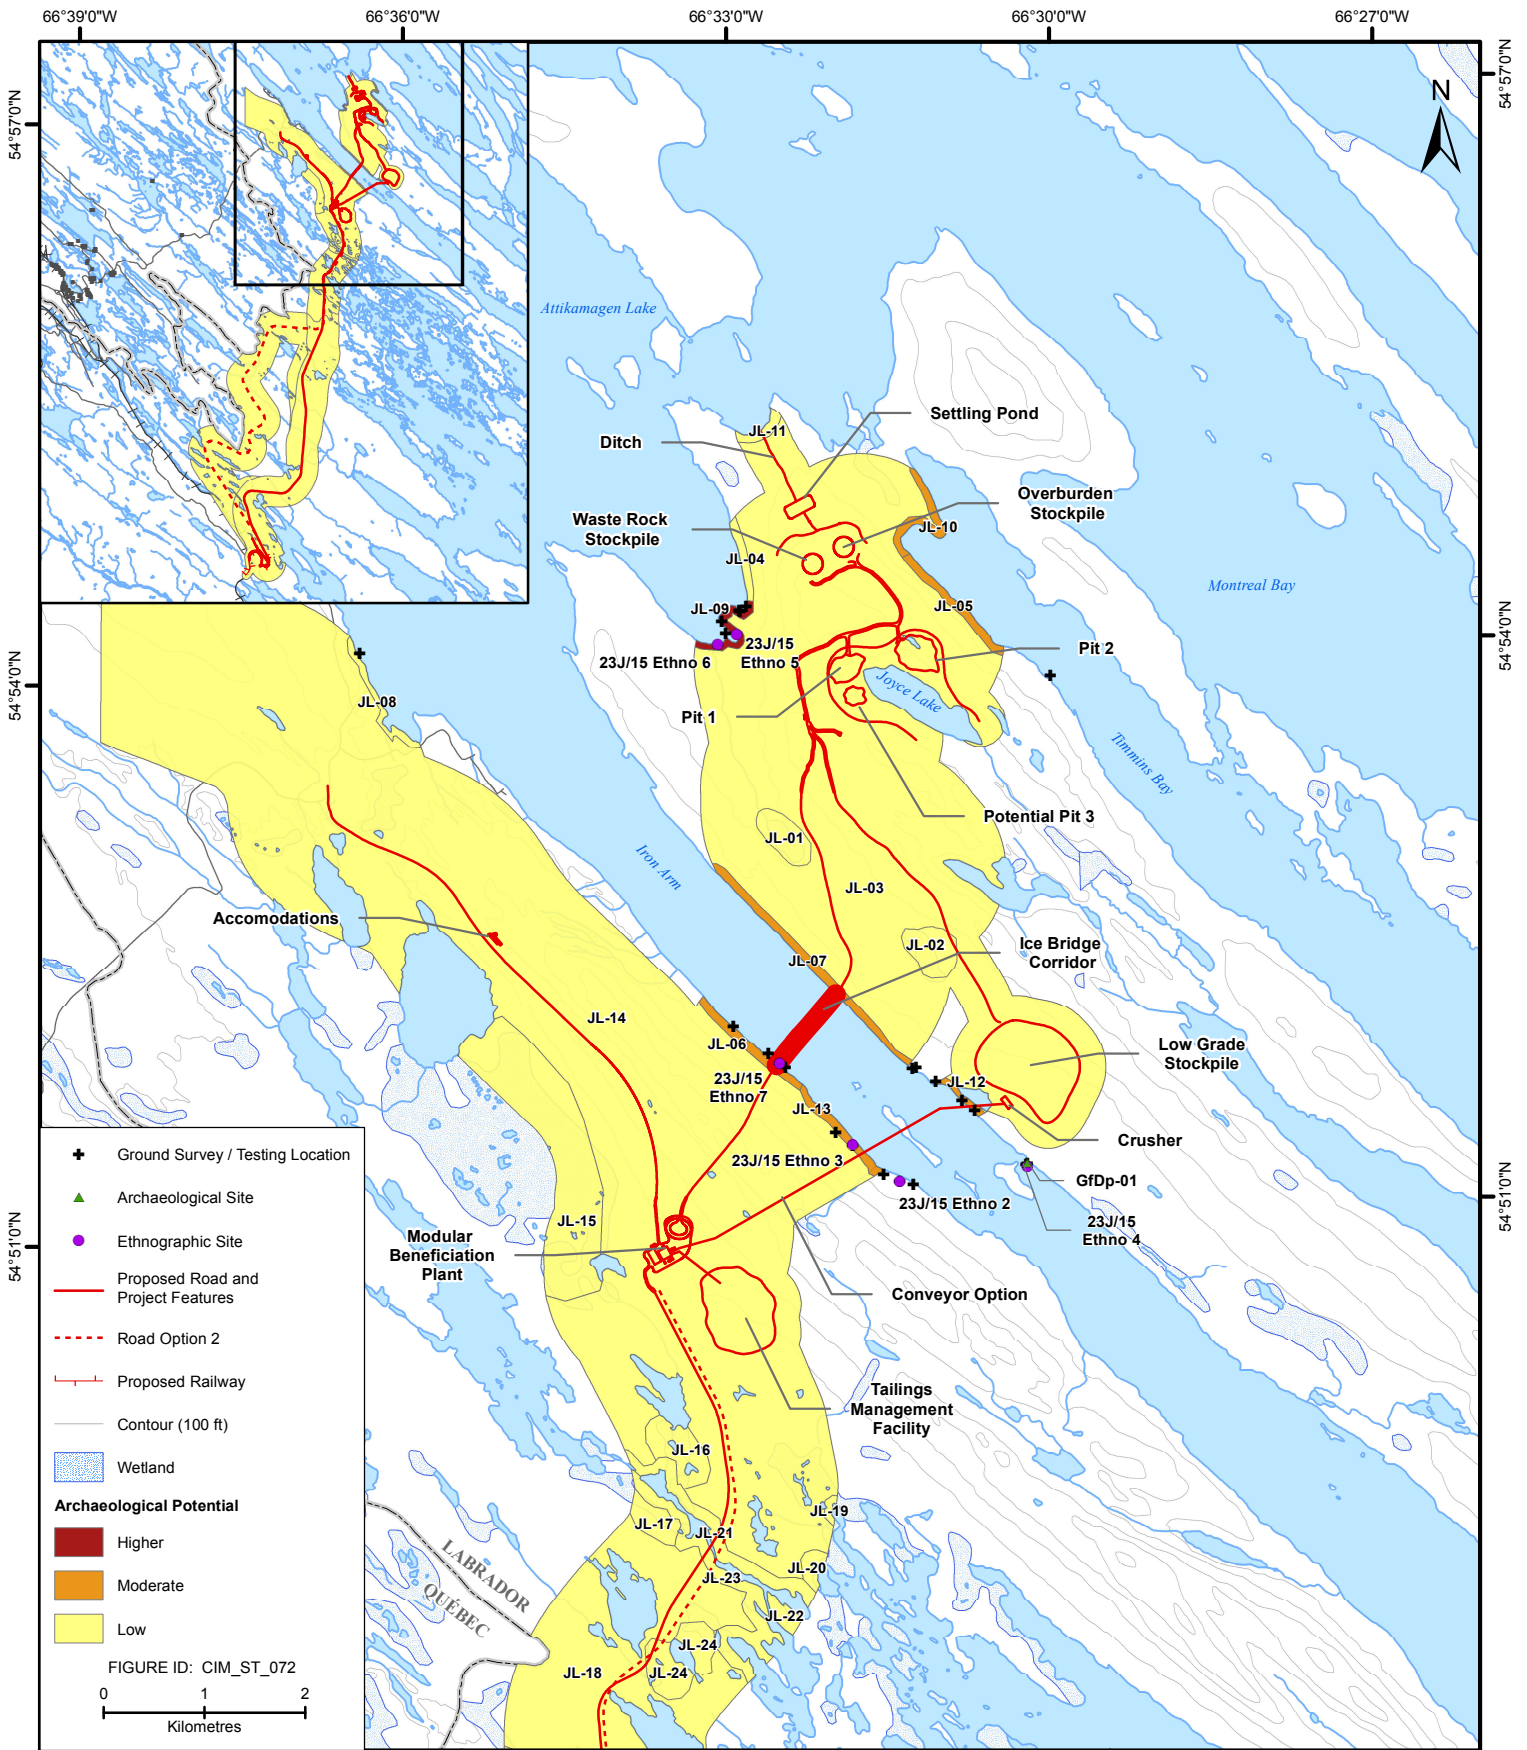 66°39'0"W
66°36'0"W
66°33'0"W
66°30'0"W
66°27'0"W
54°57'0"N
54°57'0"N
N
Attikamagen Lake
Settling Pond
JL-11
Ditch
Overburden
Stockpile
Waste Rock
Stockpile
JL-10
JL-04
Montreal Bay
JL-09
JL-05
54°54'0"N
54°54'0"N
23J/15
Ethno 5
23J/15 Ethno 6
Pit 2
Joyce Lake
JL-08
Pit 1
Timmins Bay
Potential Pit 3
JL-01
Iron Arm
JL-03
Accomodations
JL-02
Ice Bridge
Corridor
JL-07
JL-14
JL-06
Low Grade
Stockpile
23J/15
Ethno 7
JL-12
JL-13
Crusher
23J/15 Ethno 3
GfDp-01
23J/15 Ethno 2
23J/15
Ethno 4
54°51'0"N
54°51'0"N
JL-15
Modular
Beneficiation
Plant
Conveyor Option
Tailings
Management
Facility
JL-16
JL-19
JL-17
JL-21
JL-20
JL-23
JL-22
JL-24
JL-24
JL-18
LABRADOR
QUÉBEC
Ground Survey / Testing Location
Archaeological Site
Ethnographic Site
Proposed Road and
Project Features
Road Option 2
Proposed Railway
Contour (100 ft)
Wetland
Archaeological Potential
Higher
Moderate
Low
FIGURE ID: CIM_ST_072
0 1 2
Kilometres